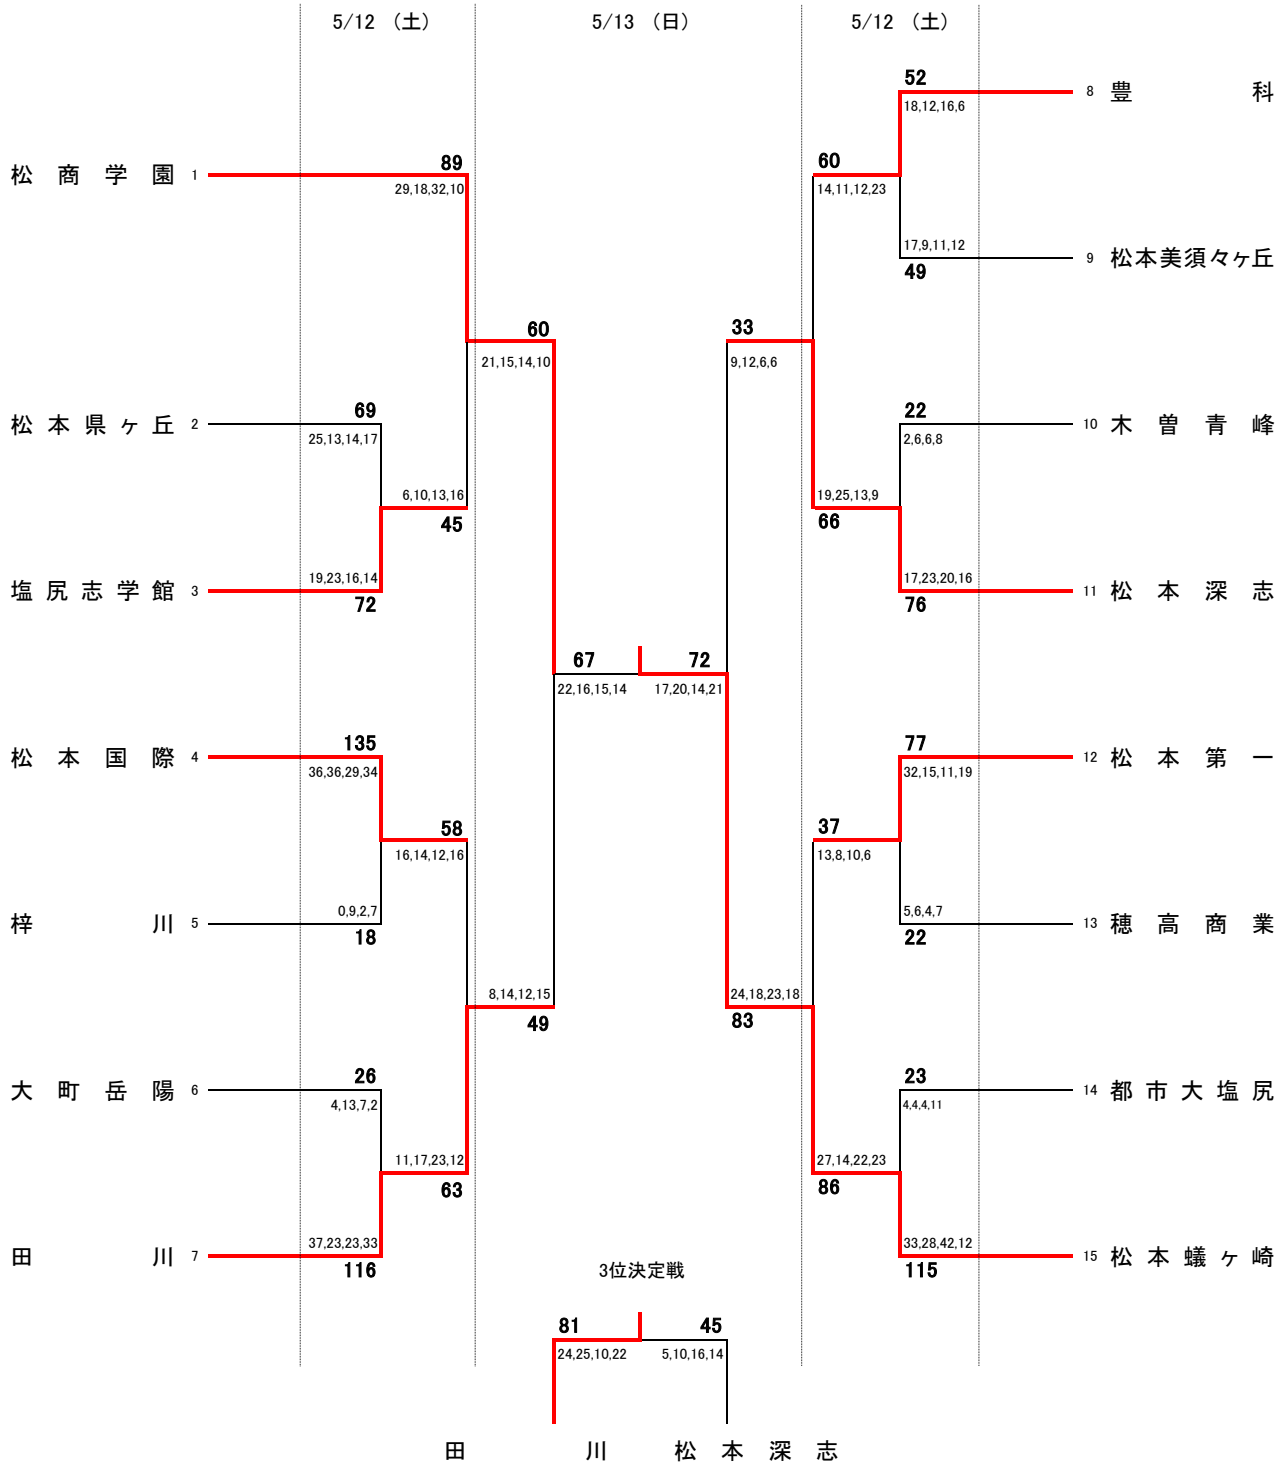 5/12 (土)
5/13 (日)
5/12 (土)
52
8 豊科
18,12,16,6
89
松商学園 1
29,18,32,10
60
14,11,12,23
17,9,11,12
9 松本美須々ヶ丘
49
60
21,15,14,10
33
9,12,6,6
69
松本県ヶ丘 2
25,13,14,17
22
10 木曽青峰
2,6,6,8
6,10,13,16
45
19,25,13,9
66
19,23,16,14
塩尻志学館 3
72
17,23,20,16
11 松本深志
76
67
22,16,15,14
72
17,20,14,21
135
松本国際 4
36,36,29,34
77
12 松本第一
32,15,11,19
58
16,14,12,16
37
13,8,10,6
0,9,2,7
梓川 5
18
5,6,4,7
13 穂高商業
22
8,14,12,15
49
24,18,23,18
83
26
大町岳陽 6
4,13,7,2
23
14 都市大塩尻
4,4,4,11
11,17,23,12
63
27,14,22,23
86
37,23,23,33
田川 7
116
33,28,42,12
15 松本蟻ヶ崎
115
3位決定戦
81
24,25,10,22
45
5,10,16,14
田川
松本深志